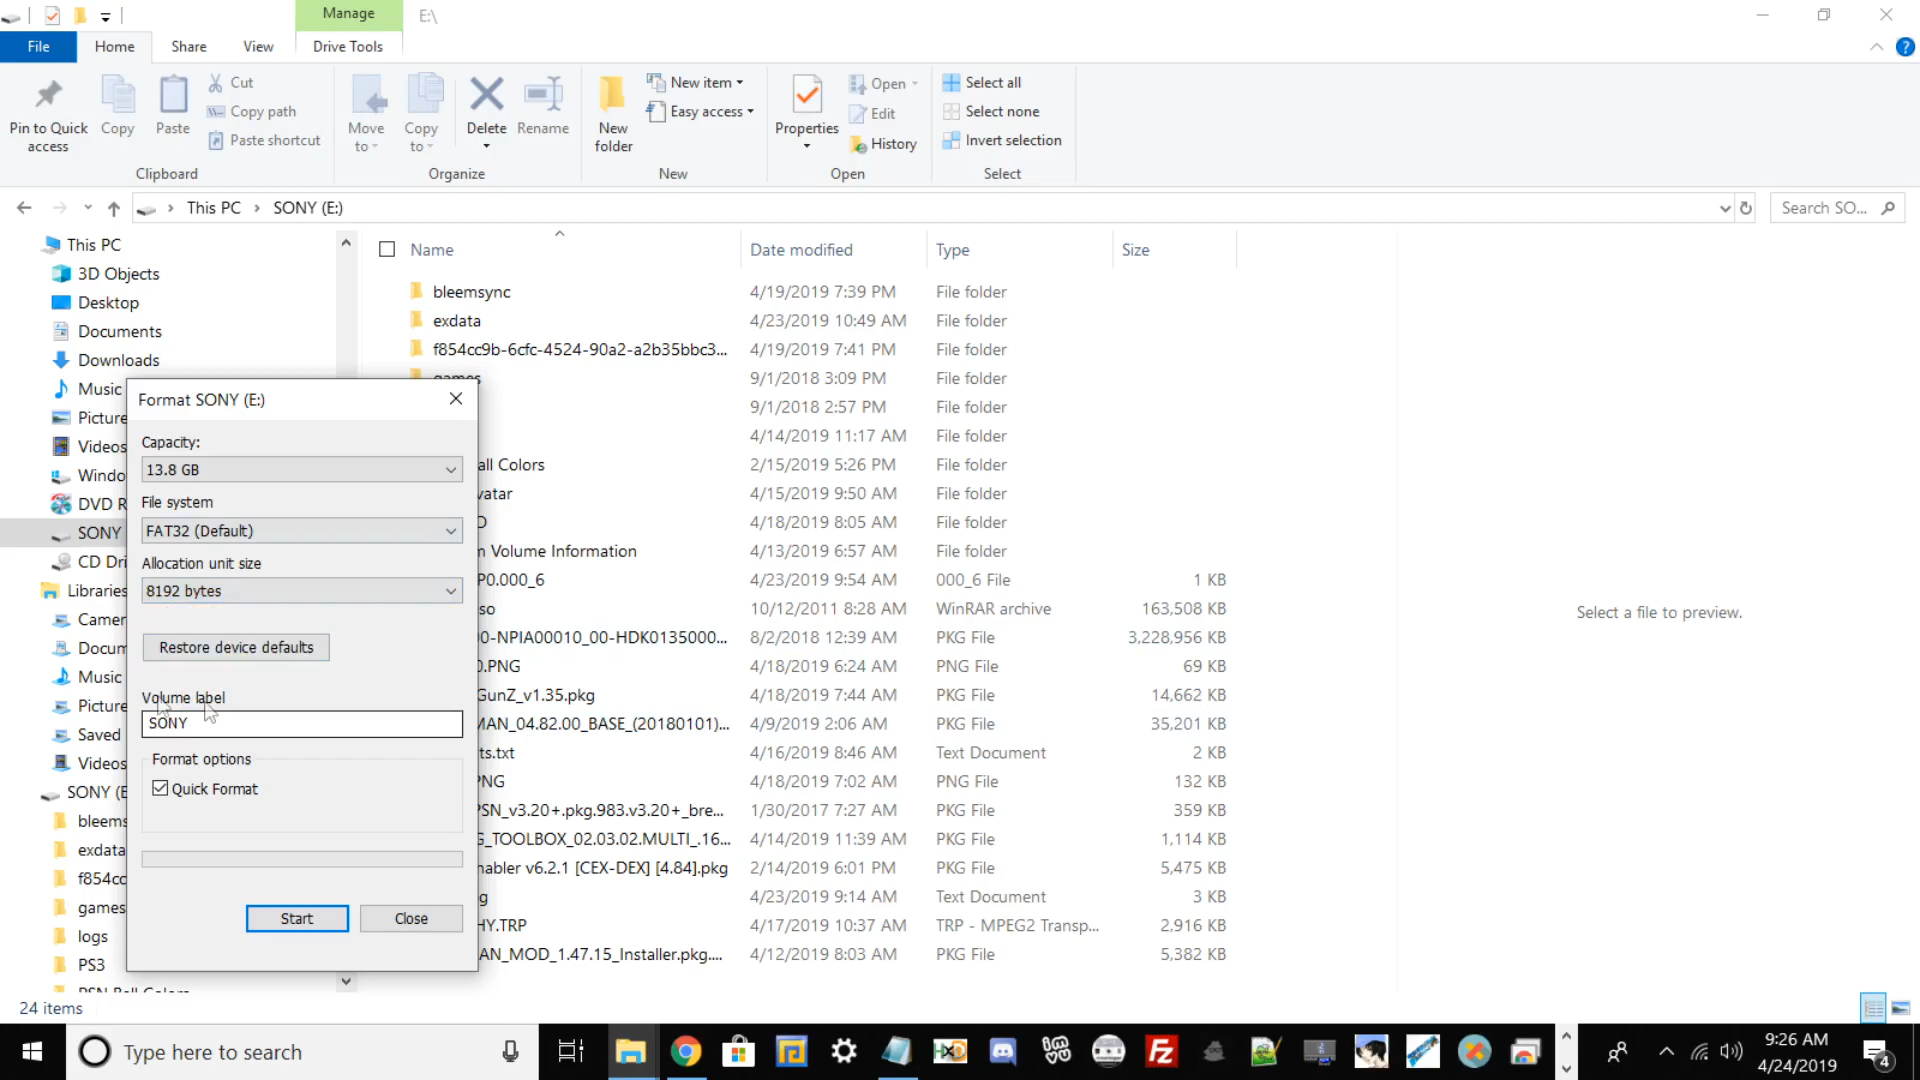 Manage
E:\
File
Home
Share
View
Drive Tools
Pin to Quick access
Copy
Paste
Cut
Copy path
Paste shortcut
Clipboard
Move to
Copy to
Delete
Rename
Organize
New folder
New item
Easy access
New
Properties
Open
Edit
History
Open
Select all
Select none
Invert selection
Select
This PC
SONY (E:)
Search SO...
This PC
3D Objects
Desktop
Documents
Downloads
Music
Picture
Videos
Windo
DVD R
SONY
CD Dri
Libraries
Camer
Docum
Music
Picture
Saved
Videos
SONY (E
bleems
exdata
f854cc
games
logs
PS3
PSN Ball Colors
24 items
Name
Date modified
Type
Size
bleemsync 4/19/2019 7:39 PM File folder
exdata 4/23/2019 10:49 AM File folder
f854cc9b-6cfc-4524-90a2-a2b35bbc3... 4/19/2019 7:41 PM File folder
games 9/1/2018 3:09 PM File folder
9/1/2018 2:57 PM File folder
4/14/2019 11:17 AM File folder
all Colors 2/15/2019 5:26 PM File folder
vatar 4/15/2019 9:50 AM File folder
D 4/18/2019 8:05 AM File folder
m Volume Information 4/13/2019 6:57 AM File folder
P0.000_6 4/23/2019 9:54 AM 000_6 File 1 KB
so 10/12/2011 8:28 AM WinRAR archive 163,508 KB
00-NPIA00010_00-HDK0135000... 8/2/2018 12:39 AM PKG File 3,228,956 KB
0.PNG 4/18/2019 6:24 AM PNG File 69 KB
GunZ_v1.35.pkg 4/18/2019 7:44 AM PKG File 14,662 KB
MAN_04.82.00_BASE_(20180101)... 4/9/2019 2:06 AM PKG File 35,201 KB
ts.txt 4/16/2019 8:46 AM Text Document 2 KB
PNG 4/18/2019 7:02 AM PNG File 132 KB
PSN_v3.20+.pkg.983.v3.20+_bre... 1/30/2017 7:27 AM PKG File 359 KB
G_TOOLBOX_02.03.02.MULTI_.16... 4/14/2019 11:39 AM PKG File 1,114 KB
nabler v6.2.1 [CEX-DEX] [4.84].pkg 2/14/2019 6:01 PM PKG File 5,475 KB
g 4/23/2019 9:14 AM Text Document 3 KB
HY.TRP 4/17/2019 10:37 AM TRP - MPEG2 Transp... 2,916 KB
AN_MOD_1.47.15_Installer.pkg.... 4/12/2019 8:03 AM PKG File 5,382 KB
Select a file to preview.
Format SONY (E:)
Capacity:
13.8 GB
File system
FAT32 (Default)
Allocation unit size
8192 bytes
Restore device defaults
Volume label
SONY
Format options
Quick Format
Start
Close
Type here to search
9:26 AM
4/24/2019
4